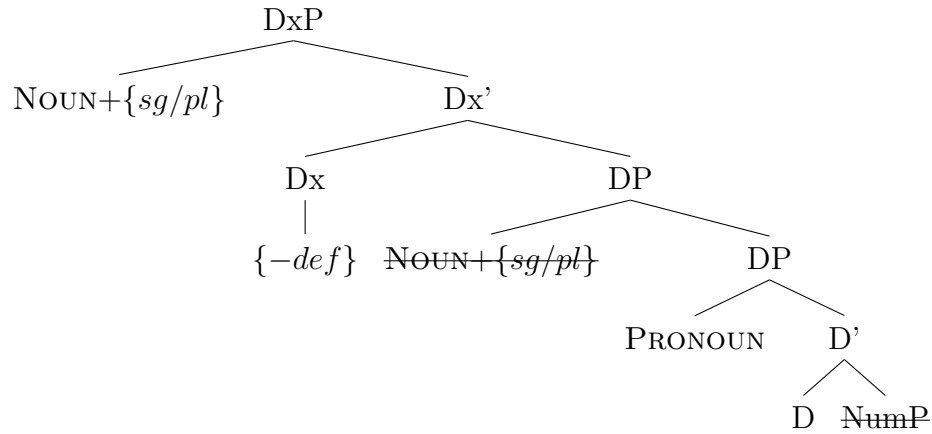 DxP
NOUN+{sg/pl} Dx'
Dx DP
{-def} NOUN+{sg/pl} DP
PRONOUN D'
D NumP